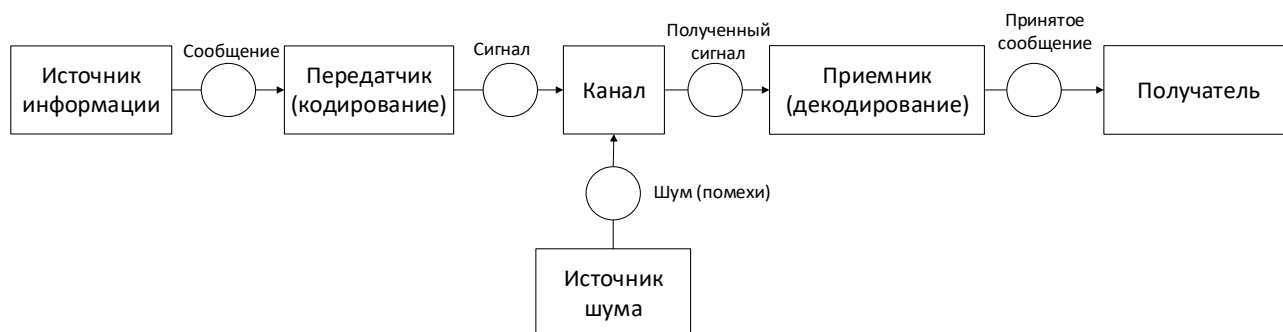 Источник
информации
Сообщение
Передатчик
(кодирование)
Сигнал
Канал
Полученный
сигнал
Приемник
(декодирование)
Принятое
сообщение
Получатель
Шум (помехи)
Источник
шума